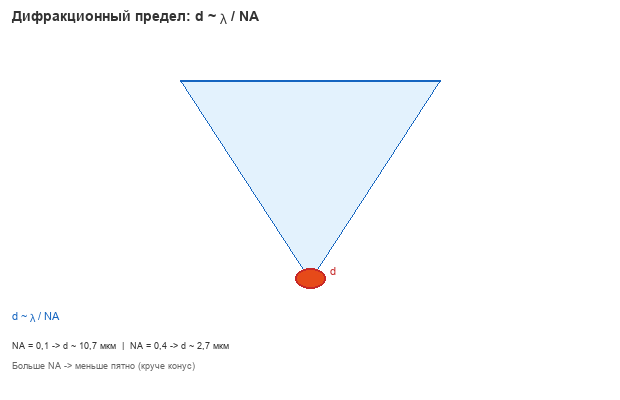 Дифракционный предел: d ~ λ / NA
d
d ~ λ / NA
NA = 0,1 -> d ~ 10,7 мкм | NA = 0,4 -> d ~ 2,7 мкм
Больше NA -> меньше пятно (круче конус)